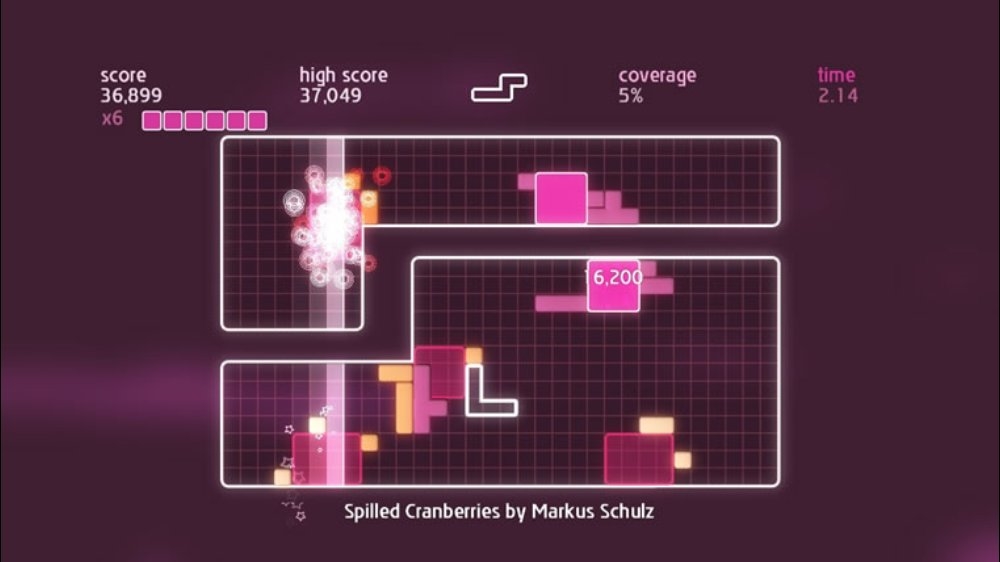 score
36,899
x6
high score
37,049
coverage
5%
time
2.14
16,200
Spilled Cranberries by Markus Schulz